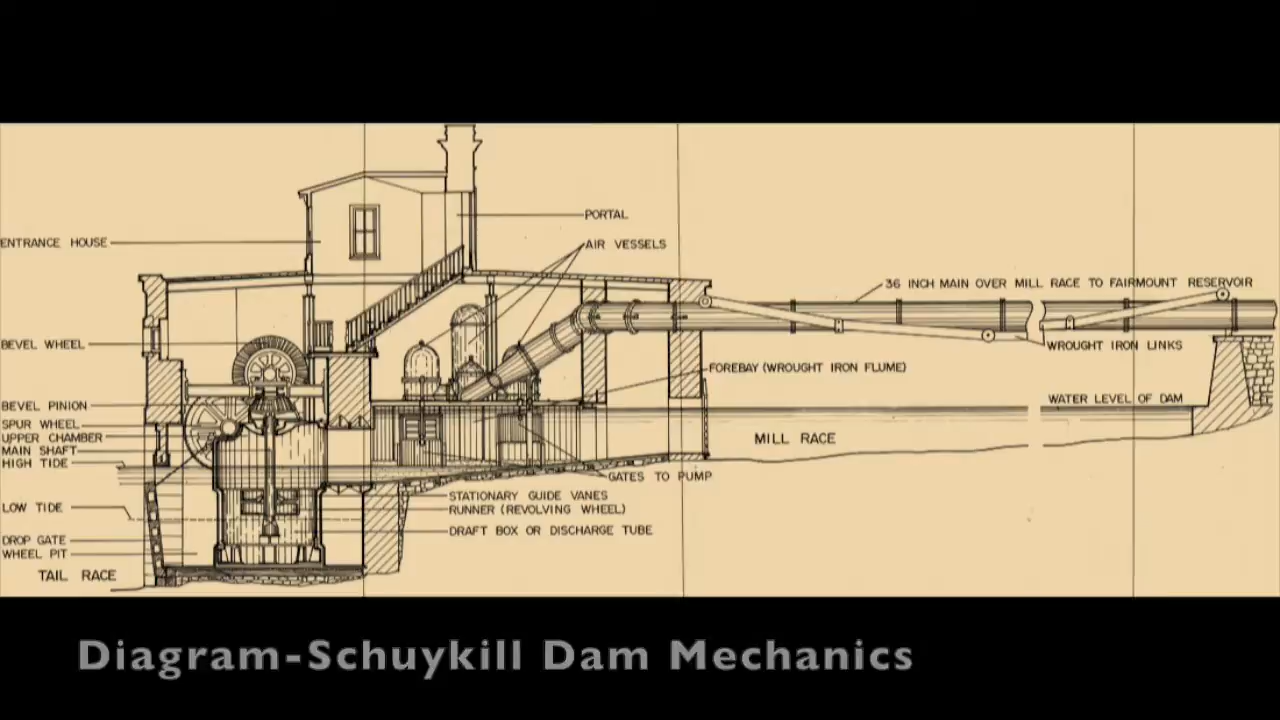 PORTAL
ENTRANCE HOUSE
AIR VESSELS
36 INCH MAIN OVER MILL RACE TO FAIRMOUNT RESERVOIR
BEVEL WHEEL
WROUGHT IRON LINKS
FOREBAY (WROUGHT IRON FLUME)
WATER LEVEL OF DAM
BEVEL PINION
SPUR WHEEL
UPPER CHAMBER
MILL RACE
MAIN SHAFT
HIGH TIDE
GATES TO PUMP
STATIONARY GUIDE VANES
LOW TIDE
RUNNER (REVOLVING WHEEL)
DRAFT BOX OR DISCHARGE TUBE
DROP GATE
WHEEL PIT
TAIL RACE
Diagram-Schuykill Dam Mechanics